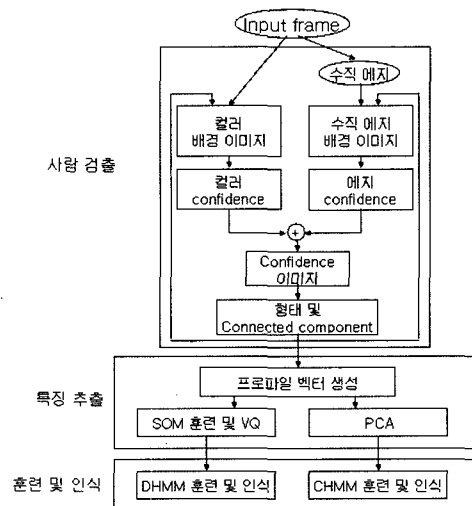 Input frame
수직 에지
컬러
배경 이미지
수직 에지
배경 이미지
사람 검출
컬러
confidence
에지
confidence
+
Confidence
이미지
형태 및
Connected component
프로파일 벡터 생성
특징 추출
SOM 훈련 및 VQ
PCA
훈련 및 인식
DHMM 훈련 및 인식
CHMM 훈련 및 인식